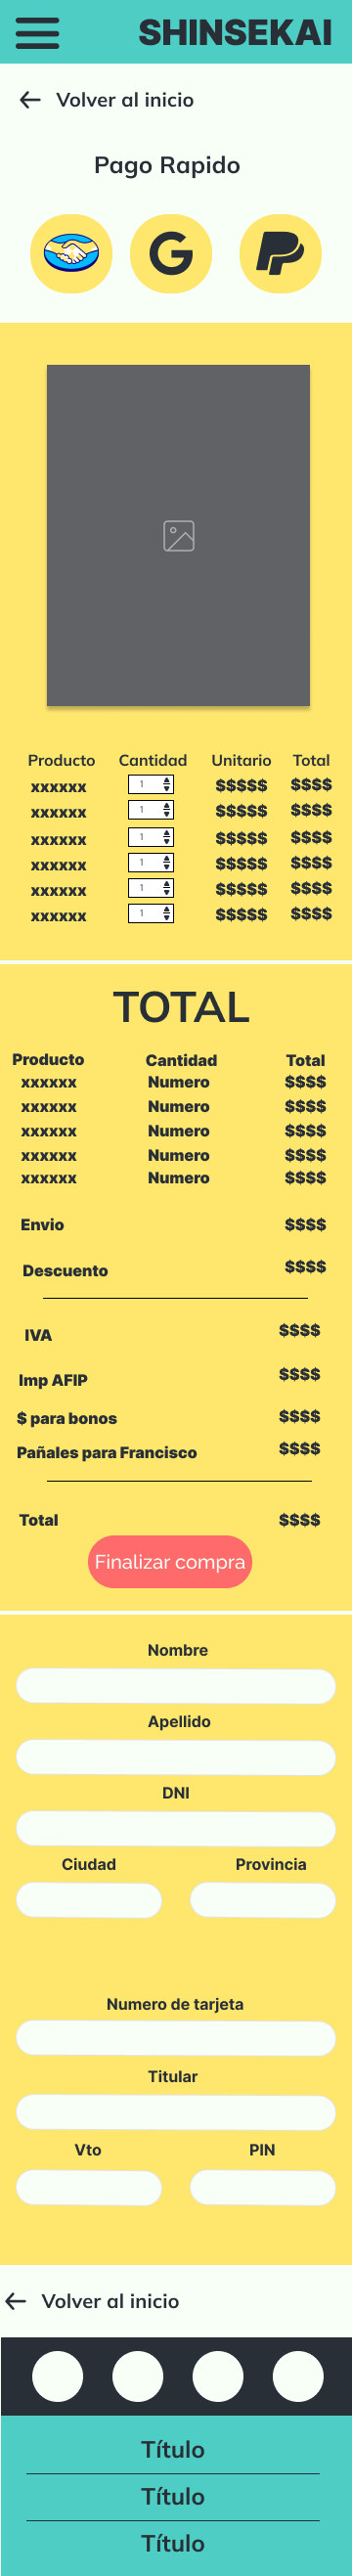 SHINSEKAI
Volver al inicio
Pago Rapido
Producto Cantidad Unitario Total
xxxxxx 1 $$$$$ $$$$
xxxxxx 1 $$$$$ $$$$
xxxxxx 1 $$$$$ $$$$
xxxxxx 1 $$$$$ $$$$
xxxxxx 1 $$$$$ $$$$
xxxxxx 1 $$$$$ $$$$
TOTAL
Producto Cantidad Total
xxxxxx Numero $$$$
xxxxxx Numero $$$$
xxxxxx Numero $$$$
xxxxxx Numero $$$$
xxxxxx Numero $$$$
Envio $$$$
Descuento $$$$
IVA $$$$
Imp AFIP $$$$
$ para bonos $$$$
Pañales para Francisco $$$$
Total $$$$
Finalizar compra
Nombre
Apellido
DNI
Ciudad Provincia
Numero de tarjeta
Titular
Vto PIN
Volver al inicio
Título
Título
Título